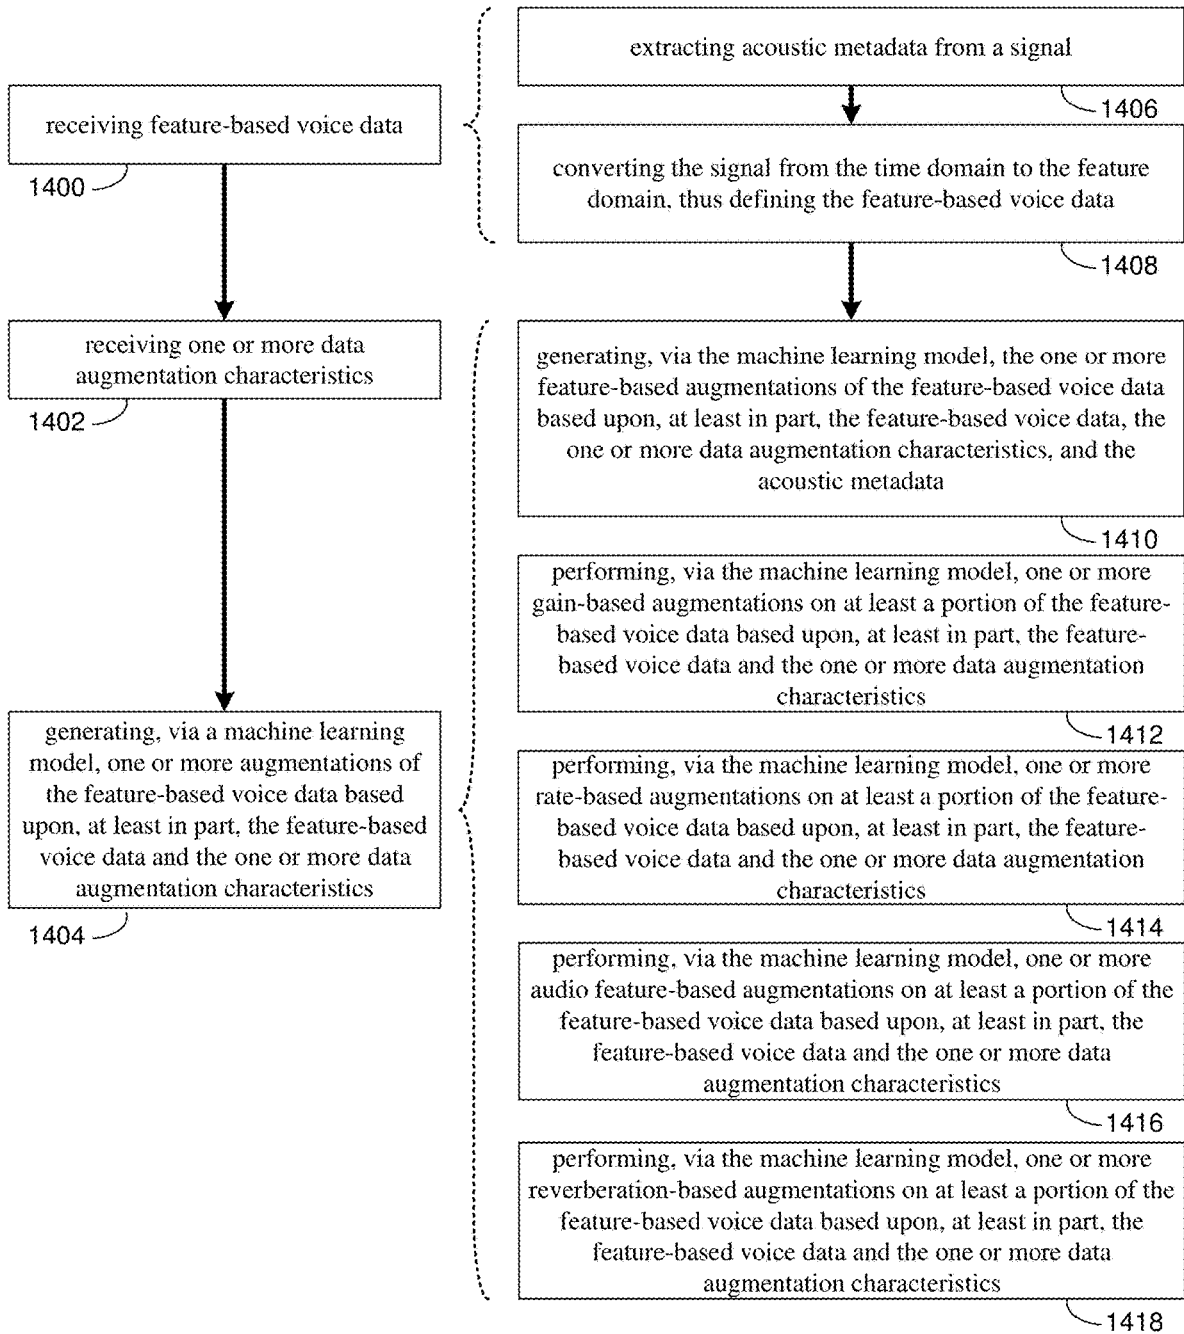 receiving feature-based voice data
1400
receiving one or more data
augmentation characteristics
1402
generating, via a machine learning
model, one or more augmentations of
the feature-based voice data based
upon, at least in part, the feature-based
voice data and the one or more data
augmentation characteristics
1404
extracting acoustic metadata from a signal
1406
converting the signal from the time domain to the feature
domain, thus defining the feature-based voice data
1408
generating, via the machine learning model, the one or more
feature-based augmentations of the feature-based voice data
based upon, at least in part, the feature-based voice data, the
one or more data augmentation characteristics, and the
acoustic metadata
1410
performing, via the machine learning model, one or more
gain-based augmentations on at least a portion of the feature-
based voice data based upon, at least in part, the feature-
based voice data and the one or more data augmentation
characteristics
1412
performing, via the machine learning model, one or more
rate-based augmentations on at least a portion of the feature-
based voice data based upon, at least in part, the feature-
based voice data and the one or more data augmentation
characteristics
1414
performing, via the machine learning model, one or more
audio feature-based augmentations on at least a portion of the
feature-based voice data based upon, at least in part, the
feature-based voice data and the one or more data
augmentation characteristics
1416
performing, via the machine learning model, one or more
reverberation-based augmentations on at least a portion of the
feature-based voice data based upon, at least in part, the
feature-based voice data and the one or more data
augmentation characteristics
1418